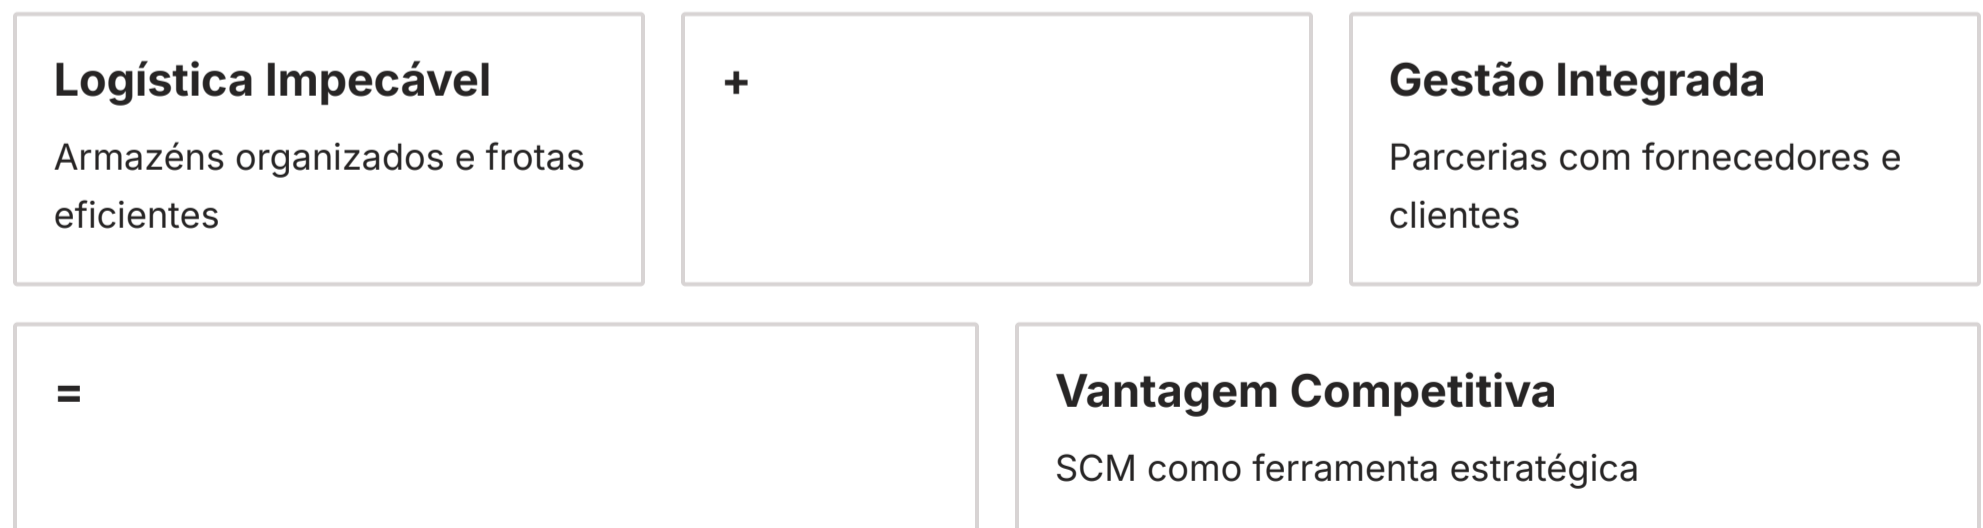 Logística Impecável
Armazéns organizados e frotas
eficientes
+
Gestão Integrada
Parcerias com fornecedores e
clientes
=
Vantagem Competitiva
SCM como ferramenta estratégica